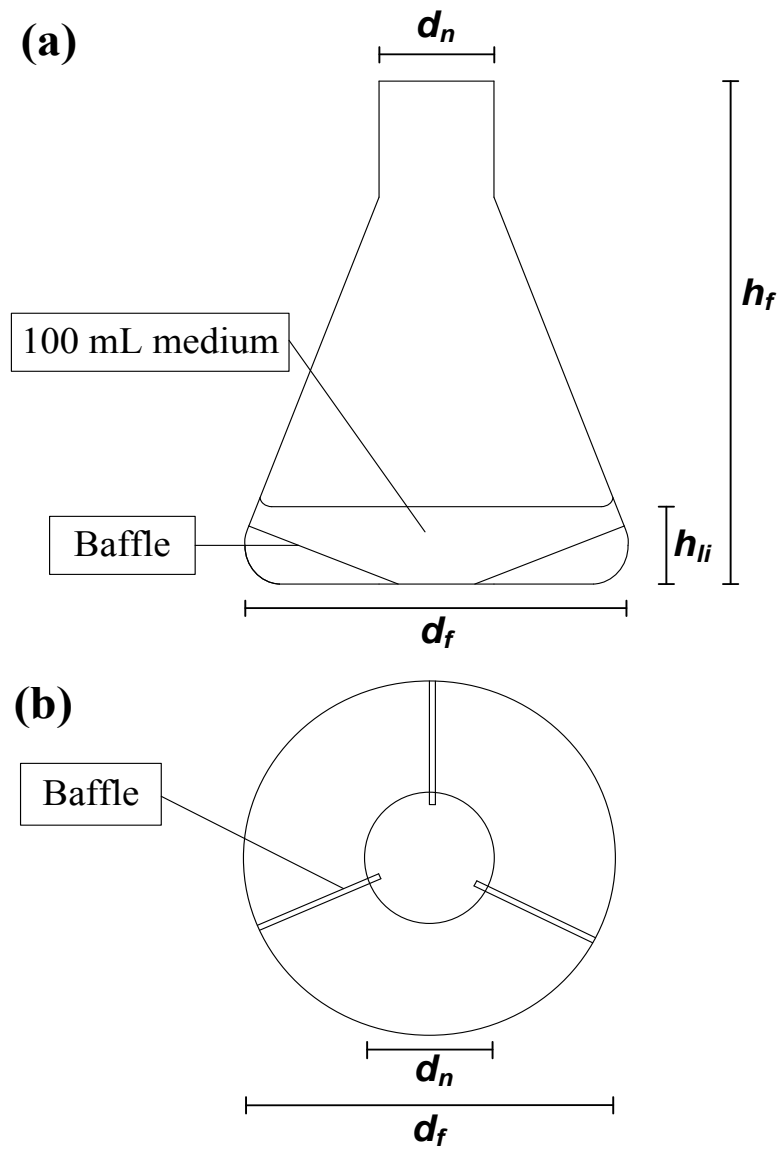 (a)
d_n
h_f
100 mL medium
Baffle
h_li
d_f
(b)
Baffle
d_n
d_f